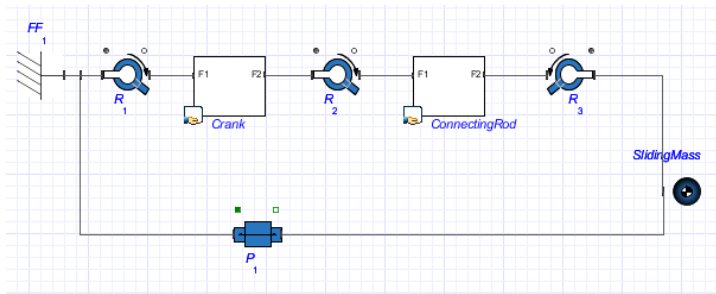 FF
1
R
1
F1
F2
Crank
R
2
F1
F2
ConnectingRod
R
3
SlidingMass
P
1